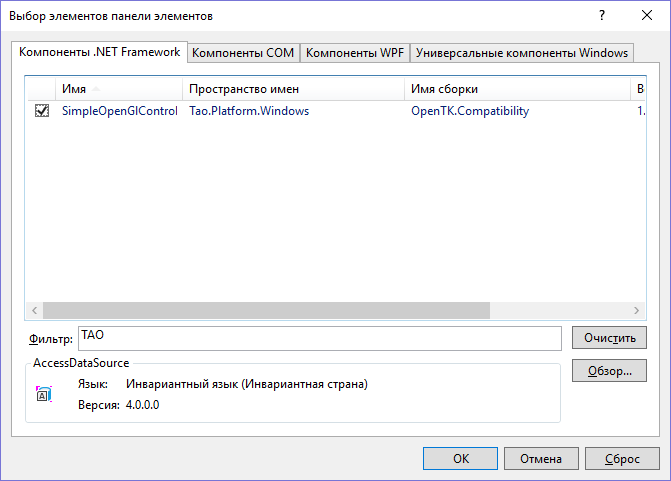 Выбор элементов панели элементов
Компоненты .NET Framework Компоненты COM Компоненты WPF Универсальные компоненты Windows
Имя Пространство имен Имя сборки В
SimpleOpenGlControl Tao.Platform.Windows OpenTK.Compatibility 1.
Фильтр: TAO Очистить
AccessDataSource Обзор...
Язык: Инвариантный язык (Инвариантная страна)
Версия: 4.0.0.0
ОК Отмена Сброс